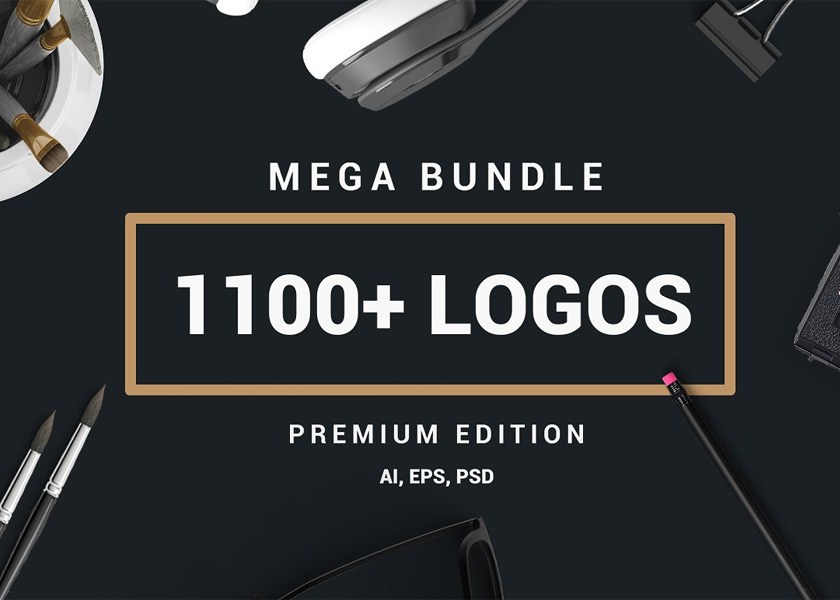 MEGA BUNDLE
1100+ LOGOS
PREMIUM EDITION
AI, EPS, PSD